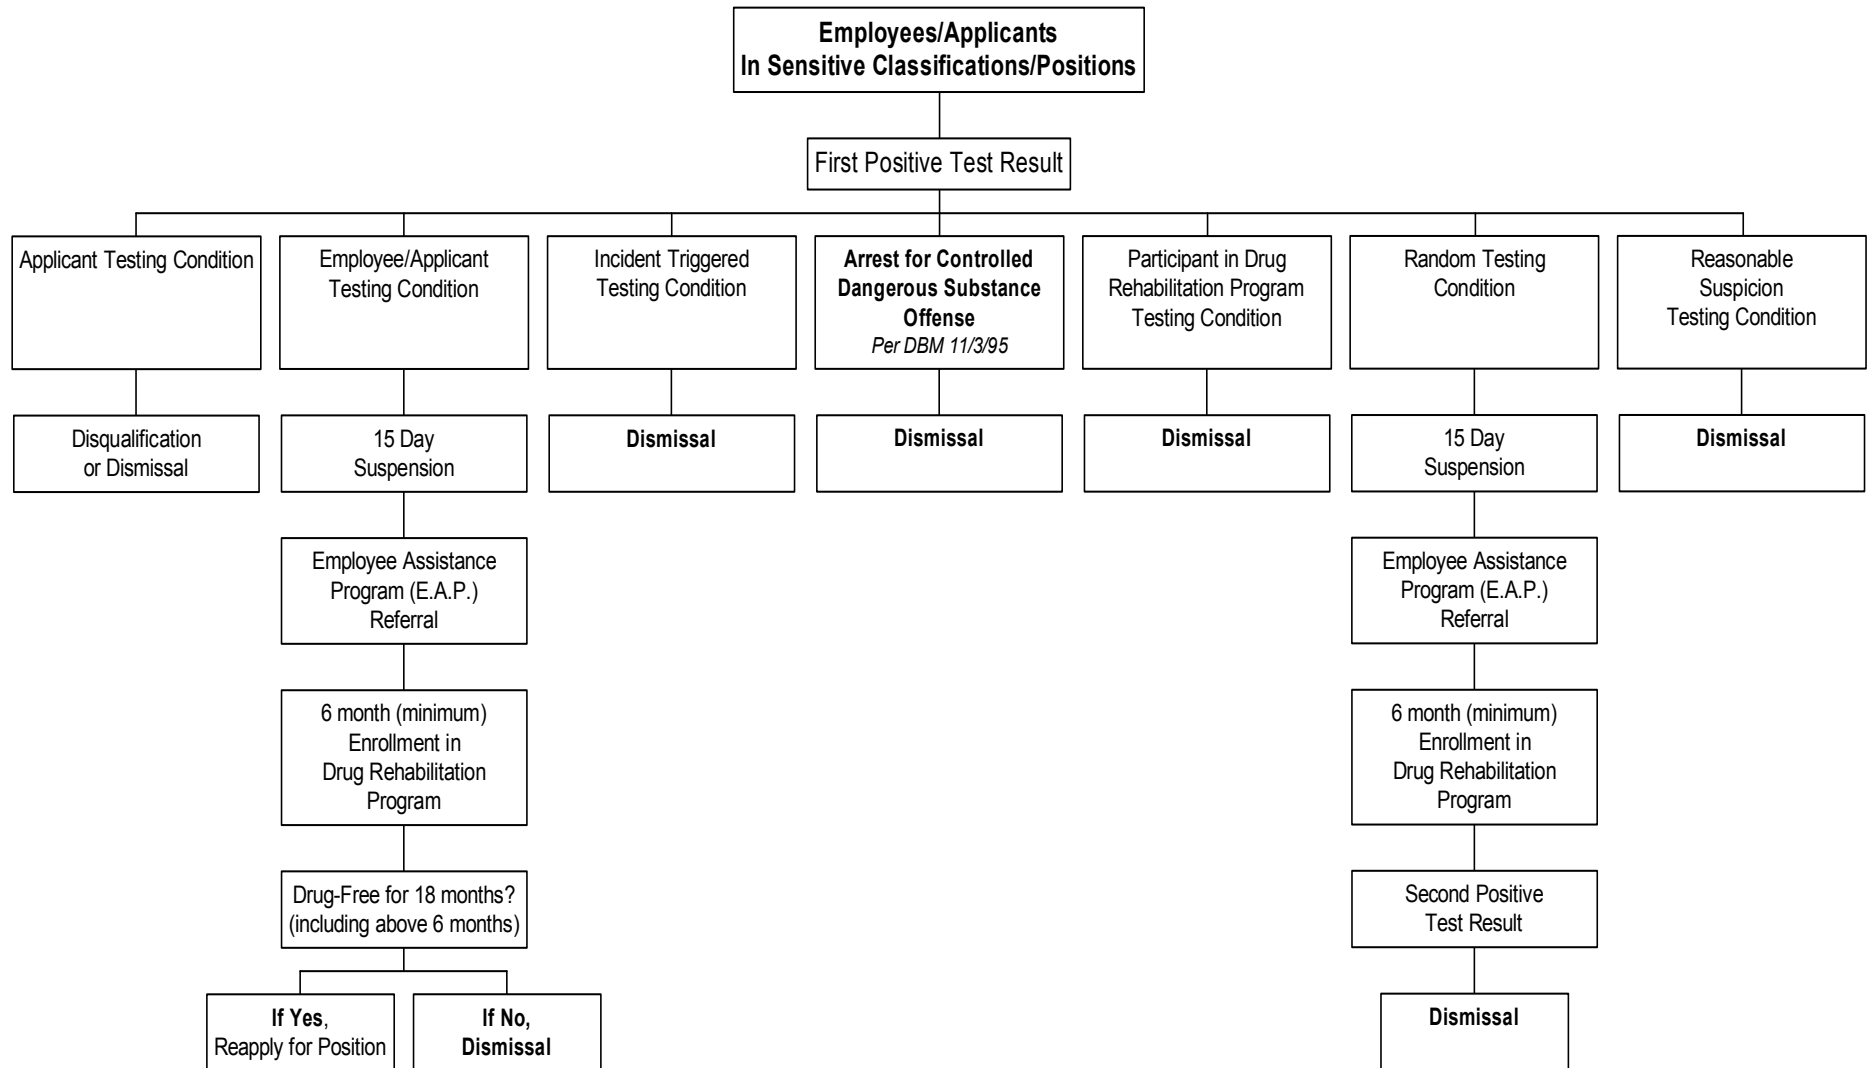 Employees/Applicants
In Sensitive Classifications/Positions
First Positive Test Result
Applicant Testing Condition
Employee/Applicant
Testing Condition
Incident Triggered
Testing Condition
Arrest for Controlled
Dangerous Substance
Offense
Per DBM 11/3/95
Participant in Drug
Rehabilitation Program
Testing Condition
Random Testing
Condition
Reasonable
Suspicion
Testing Condition
Disqualification
or Dismissal
15 Day
Suspension
Dismissal
Dismissal
Dismissal
15 Day
Suspension
Dismissal
Employee Assistance
Program (E.A.P.)
Referral
Employee Assistance
Program (E.A.P.)
Referral
6 month (minimum)
Enrollment in
Drug Rehabilitation
Program
6 month (minimum)
Enrollment in
Drug Rehabilitation
Program
Drug-Free for 18 months?
(including above 6 months)
Second Positive
Test Result
If Yes,
Reapply for Position
If No,
Dismissal
Dismissal